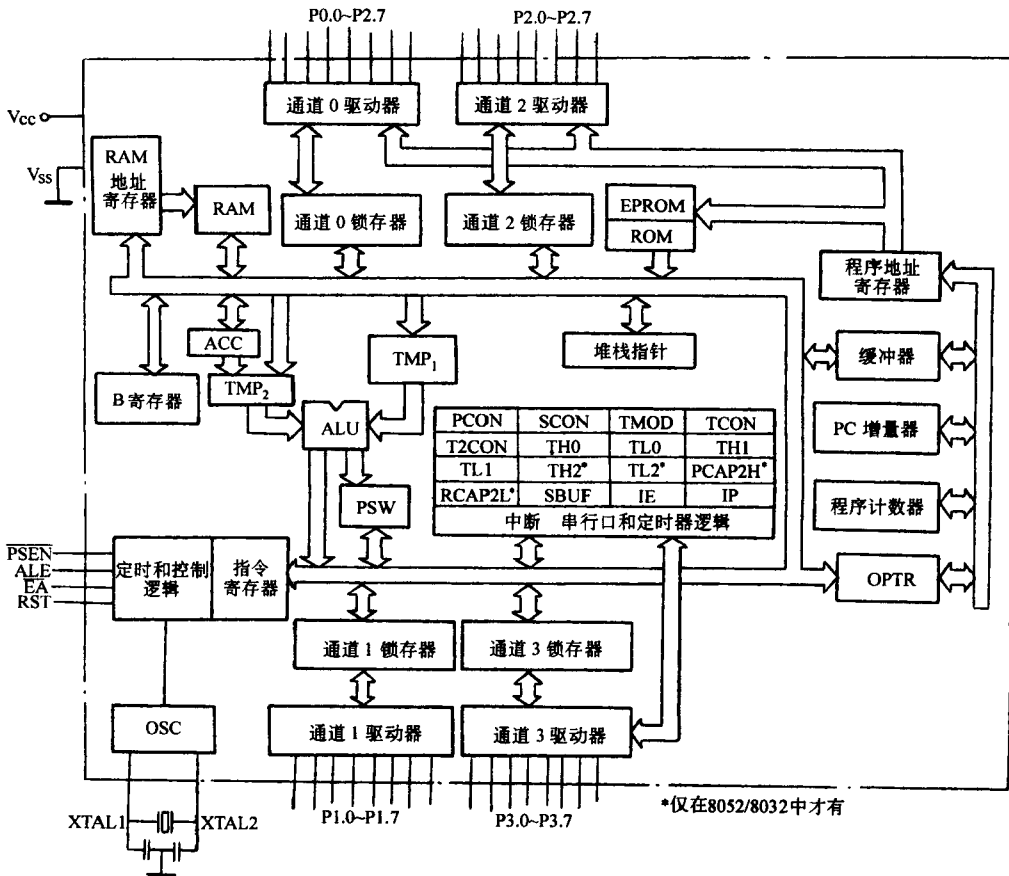 P0.0~P2.7
P2.0~P2.7
通道 0 驱动器
通道 2 驱动器
Vcc
Vss
RAM
地址
寄存器
RAM
通道 0 锁存器
通道 2 锁存器
EPROM
ROM
程序地址
寄存器
ACC
TMP1
堆栈指针
缓冲器
B 寄存器
TMP2
ALU
PC 增量器
PCON SCON TMOD TCON
T2CON TH0 TL0 TH1
TL1 TH2* TL2* PCAP2H*
RCAP2L* SBUF IE IP
中断 串行口和定时器逻辑
PSW
程序计数器
PSEN
ALE
EA
RST
定时和控制
逻辑
指令
寄存器
OPTR
通道 1 锁存器
通道 3 锁存器
OSC
通道 1 驱动器
通道 3 驱动器
XTAL1
XTAL2
P1.0~P1.7
P3.0~P3.7
*仅在8052/8032中才有